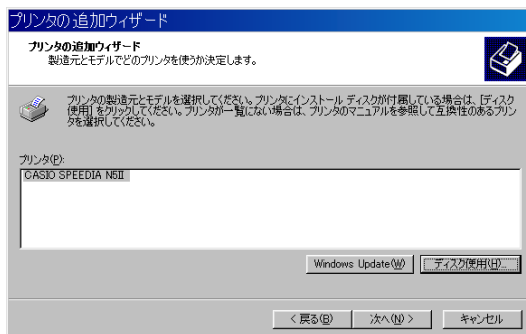 プリンタの追加ウィザード
プリンタの追加ウィザード
製造元とモデルでどのプリンタを使うか決定します。
プリンタの製造元とモデルを選択してください。プリンタにインストール ディスクが付属している場合は、[ディスク
使用] をクリックしてください。プリンタが一覧にない場合は、プリンタのマニュアルを参照して互換性のあるプリン
タを選択してください。
プリンタ(P):
CASIO SPEEDIA N5II
Windows Update(W)
ディスク使用(H)...
< 戻る(B)
次へ(N) >
キャンセル